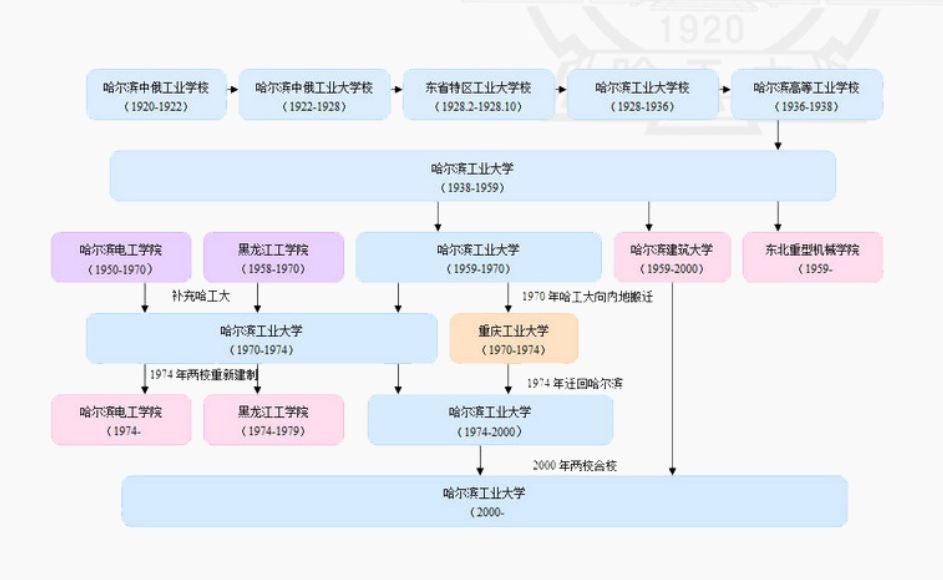 1920
哈工大
哈尔滨中俄工业学校
（1920-1922）
哈尔滨中俄工业大学校
（1922-1928）
东省特区工业大学校
（1928.2-1928.10）
哈尔滨工业大学校
（1928-1936）
哈尔滨高等工业学校
（1936-1938）
哈尔滨工业大学
（1938-1959）
哈尔滨电工学院
（1950-1970）
黑龙江工学院
（1958-1970）
哈尔滨工业大学
（1959-1970）
哈尔滨建筑大学
（1959-2000）
东北重型机械学院
（1959-
补充哈工大
1970 年哈工大向内地搬迁
哈尔滨工业大学
（1970-1974）
重庆工业大学
（1970-1974）
1974 年两校重新建制
1974 年迁回哈尔滨
哈尔滨电工学院
（1974-
黑龙江工学院
（1974-1979）
哈尔滨工业大学
（1974-2000）
2000 年两校合校
哈尔滨工业大学
（2000-